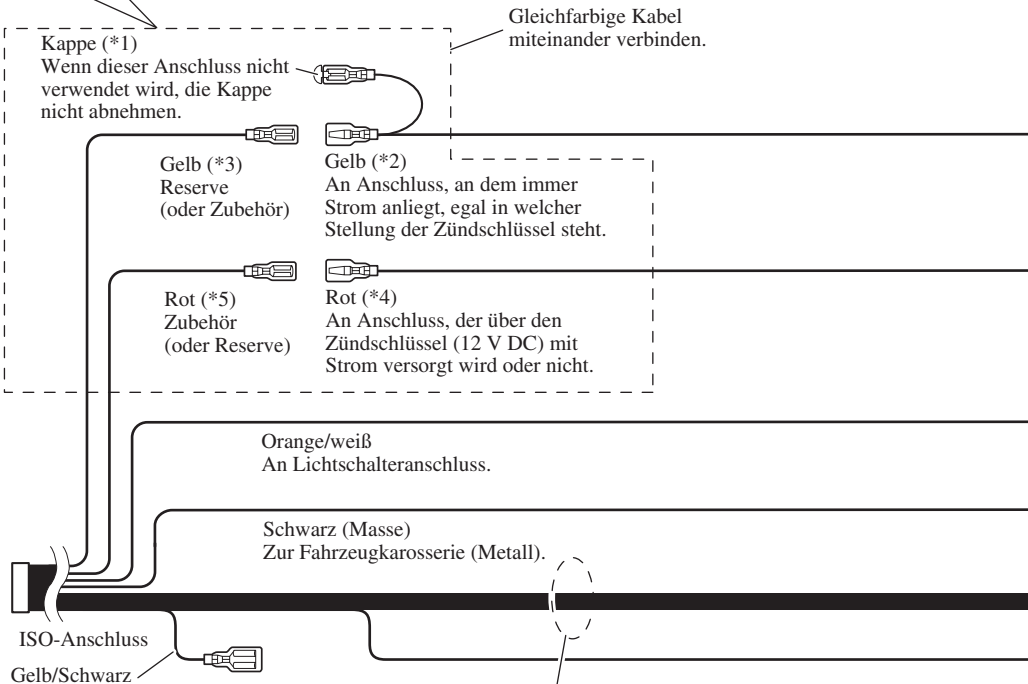 Gleichfarbige Kabel
miteinander verbinden.
Kappe (*1)
Wenn dieser Anschluss nicht
verwendet wird, die Kappe
nicht abnehmen.
Gelb (*3)
Reserve
(oder Zubehör)
Gelb (*2)
An Anschluss, an dem immer
Strom anliegt, egal in welcher
Stellung der Zündschlüssel steht.
Rot (*5)
Zubehör
(oder Reserve)
Rot (*4)
An Anschluss, der über den
Zündschlüssel (12 V DC) mit
Strom versorgt wird oder nicht.
Orange/weiß
An Lichtschalteranschluss.
Schwarz (Masse)
Zur Fahrzeugkarosserie (Metall).
ISO-Anschluss
Gelb/Schwarz